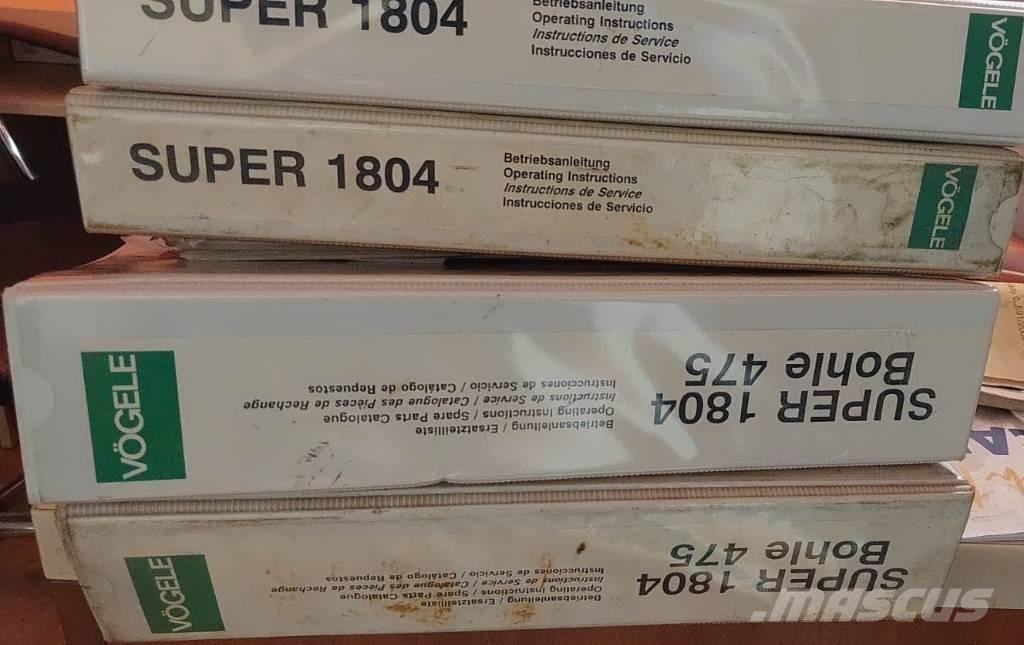 SUPER 1804
Betriebsanleitung
Operating Instructions
Instructions de Service
Instrucciones de Servicio
VÖGELE
SUPER 1804
Betriebsanleitung
Operating Instructions
Instructions de Service
Instrucciones de Servicio
VÖGELE
SUPER 1804
Bohle 475
Betriebsanleitung / Ersatzteilliste
Operating Instructions / Spare Parts Catalogue
Instructions de Service / Catalogue des Pièces de Rechange
Instrucciones de Servicio / Catálogo de Repuestos
VÖGELE
SUPER 1804
Bohle 475
Betriebsanleitung / Ersatzteilliste
Operating Instructions / Spare Parts Catalogue
Instructions de Service / Catalogue des Pièces de Rechange
Instrucciones de Servicio / Catálogo de Repuestos
VÖGELE
MASCUS